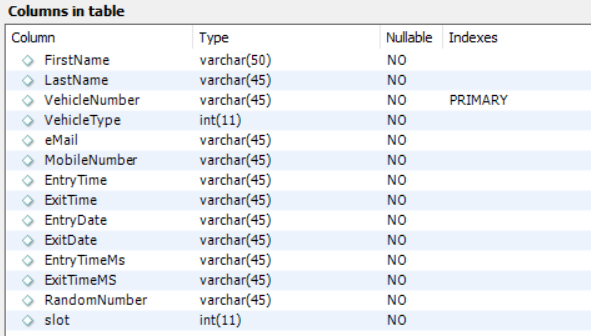 Columns in table
Column Type Nullable Indexes
FirstName varchar(50) NO
LastName varchar(45) NO
VehicleNumber varchar(45) NO PRIMARY
VehicleType int(11) NO
eMail varchar(45) NO
MobileNumber varchar(45) NO
EntryTime varchar(45) NO
ExitTime varchar(45) NO
EntryDate varchar(45) NO
ExitDate varchar(45) NO
EntryTimeMs varchar(45) NO
ExitTimeMS varchar(45) NO
RandomNumber varchar(45) NO
slot int(11) NO